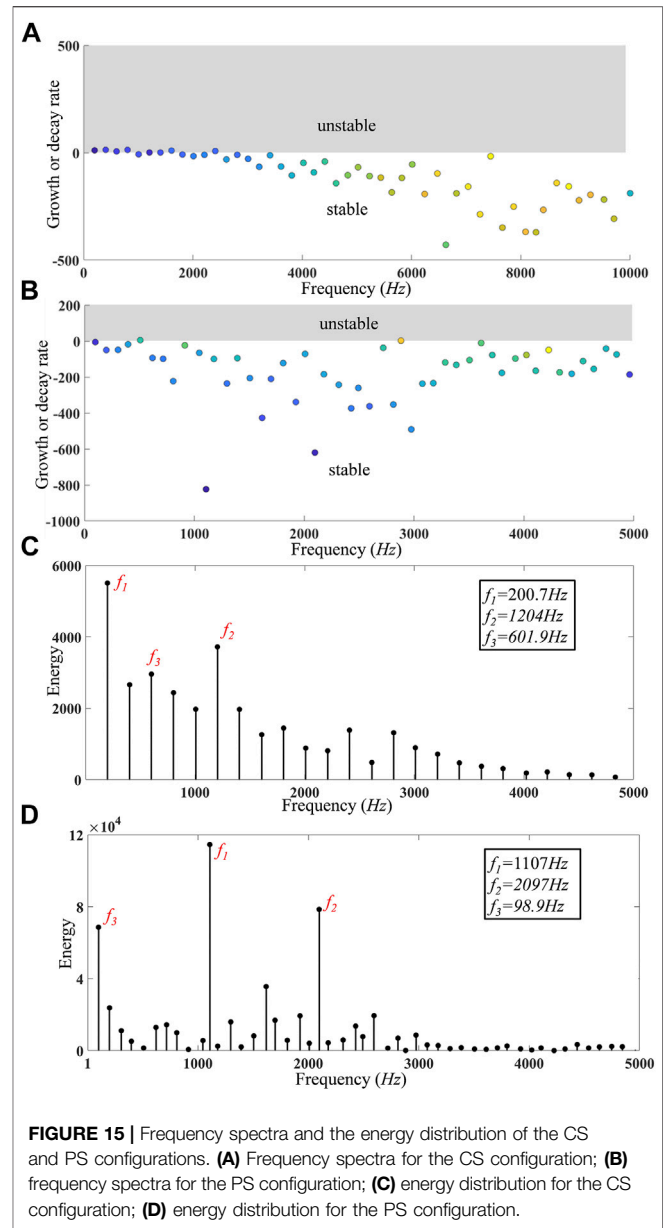 A
500
0
-500
Growth or decay rate
unstable
stable
0
2000
4000
6000
8000
10000
Frequency (Hz)
B
200
0
-200
-400
-600
-800
-1000
Growth or decay rate
unstable
stable
0
1000
2000
3000
4000
5000
Frequency (Hz)
C
6000
4000
2000
0
Energy
f1
f3
f2
f1=200.7Hz
f2=1204Hz
f3=601.9Hz
1000
2000
3000
4000
5000
Frequency (Hz)
D
×10^4
12
8
4
0
Energy
f3
f1
f2
f1=1107Hz
f2=2097Hz
f3=98.9Hz
1
1000
2000
3000
4000
5000
Frequency (Hz)
FIGURE 15 | Frequency spectra and the energy distribution of the CS
and PS configurations. (A) Frequency spectra for the CS configuration; (B)
frequency spectra for the PS configuration; (C) energy distribution for the CS
configuration; (D) energy distribution for the PS configuration.